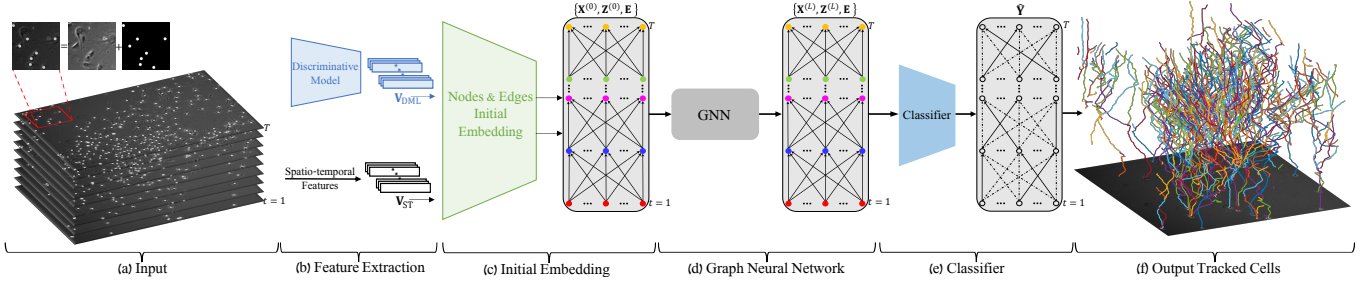 =
+
T
t = 1
(a) Input
Discriminative
Model
V_DML
Spatio-temporal
Features
V_ST
(b) Feature Extraction
Nodes & Edges
Initial
Embedding
{X^(0), Z^(0), E}
T
t = 1
(c) Initial Embedding
GNN
{X^(L), Z^(L), E}
T
t = 1
(d) Graph Neural Network
Classifier
Ŷ
T
t = 1
(e) Classifier
(f) Output Tracked Cells